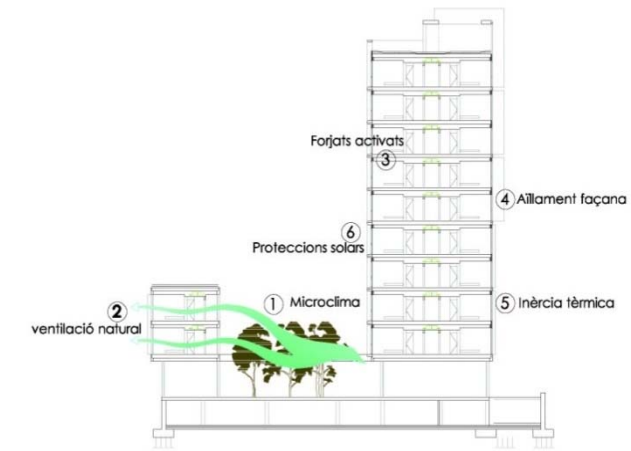 Forjats activats
3
4 Aïllament façana
6
Proteccions solars
1 Microclima
2
ventilació natural
5 Inèrcia tèrmica